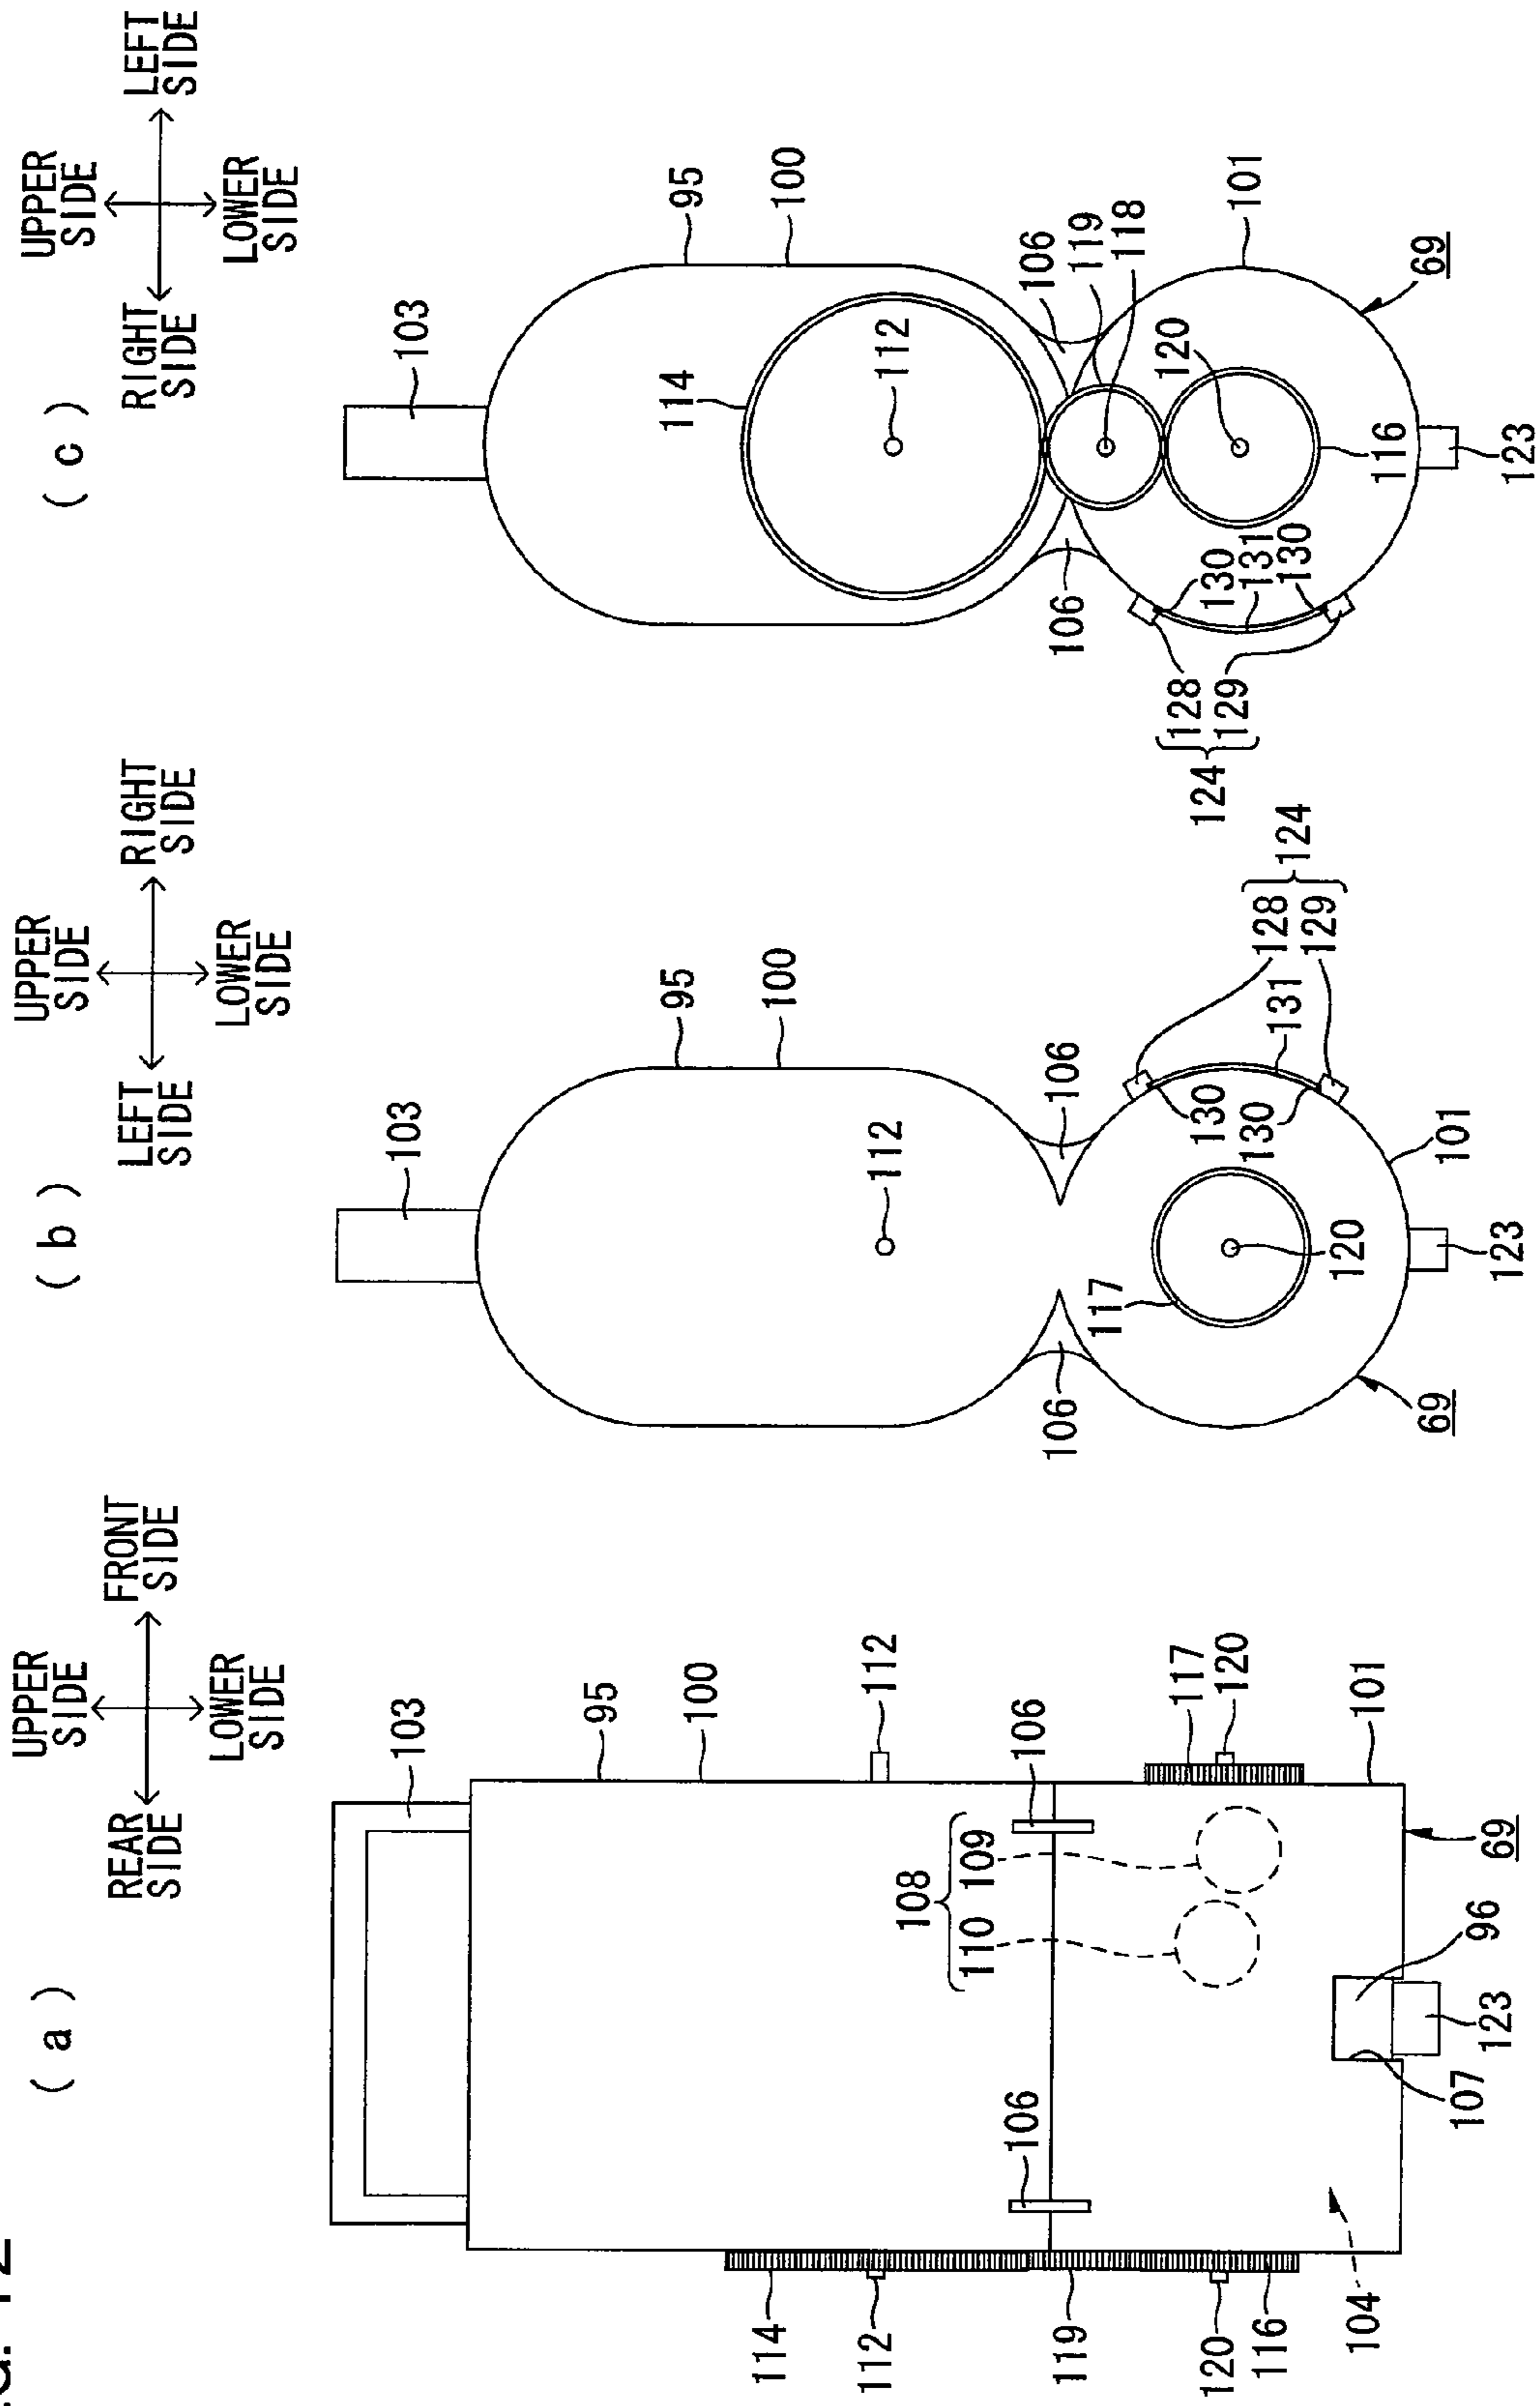 ( a )
UPPER
SIDE
REAR
SIDE
FRONT
SIDE
LOWER
SIDE
103
95
100
112
106
106
108
110
109
117
120
101
69
96
123
107
104
114
112
119
120
116
( b )
UPPER
SIDE
LEFT
SIDE
RIGHT
SIDE
LOWER
SIDE
103
95
100
112
106
106
128
129
124
131
130
130
117
120
101
69
123
( c )
UPPER
SIDE
RIGHT
SIDE
LEFT
SIDE
LOWER
SIDE
103
95
100
114
112
106
106
119
118
120
101
69
130
131
130
128
129
124
116
123